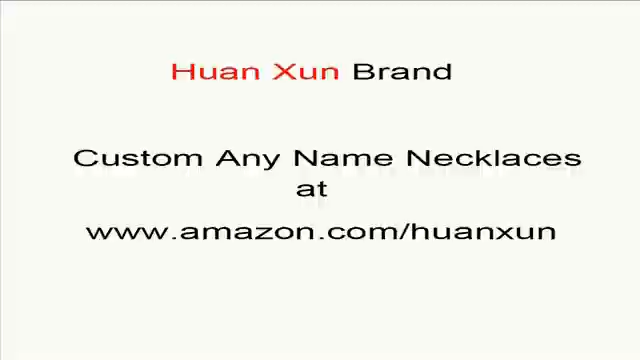 Huan Xun Brand
Custom Any Name Necklaces
at
www.amazon.com/huanxun